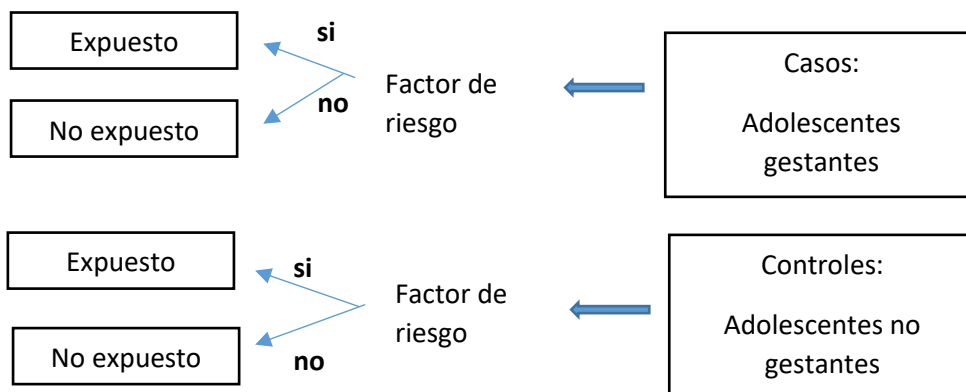 Expuesto
si
Factor de
riesgo
no
No expuesto
Casos:
Adolescentes
gestantes
Expuesto
si
Factor de
riesgo
no
No expuesto
Controles:
Adolescentes no
gestantes